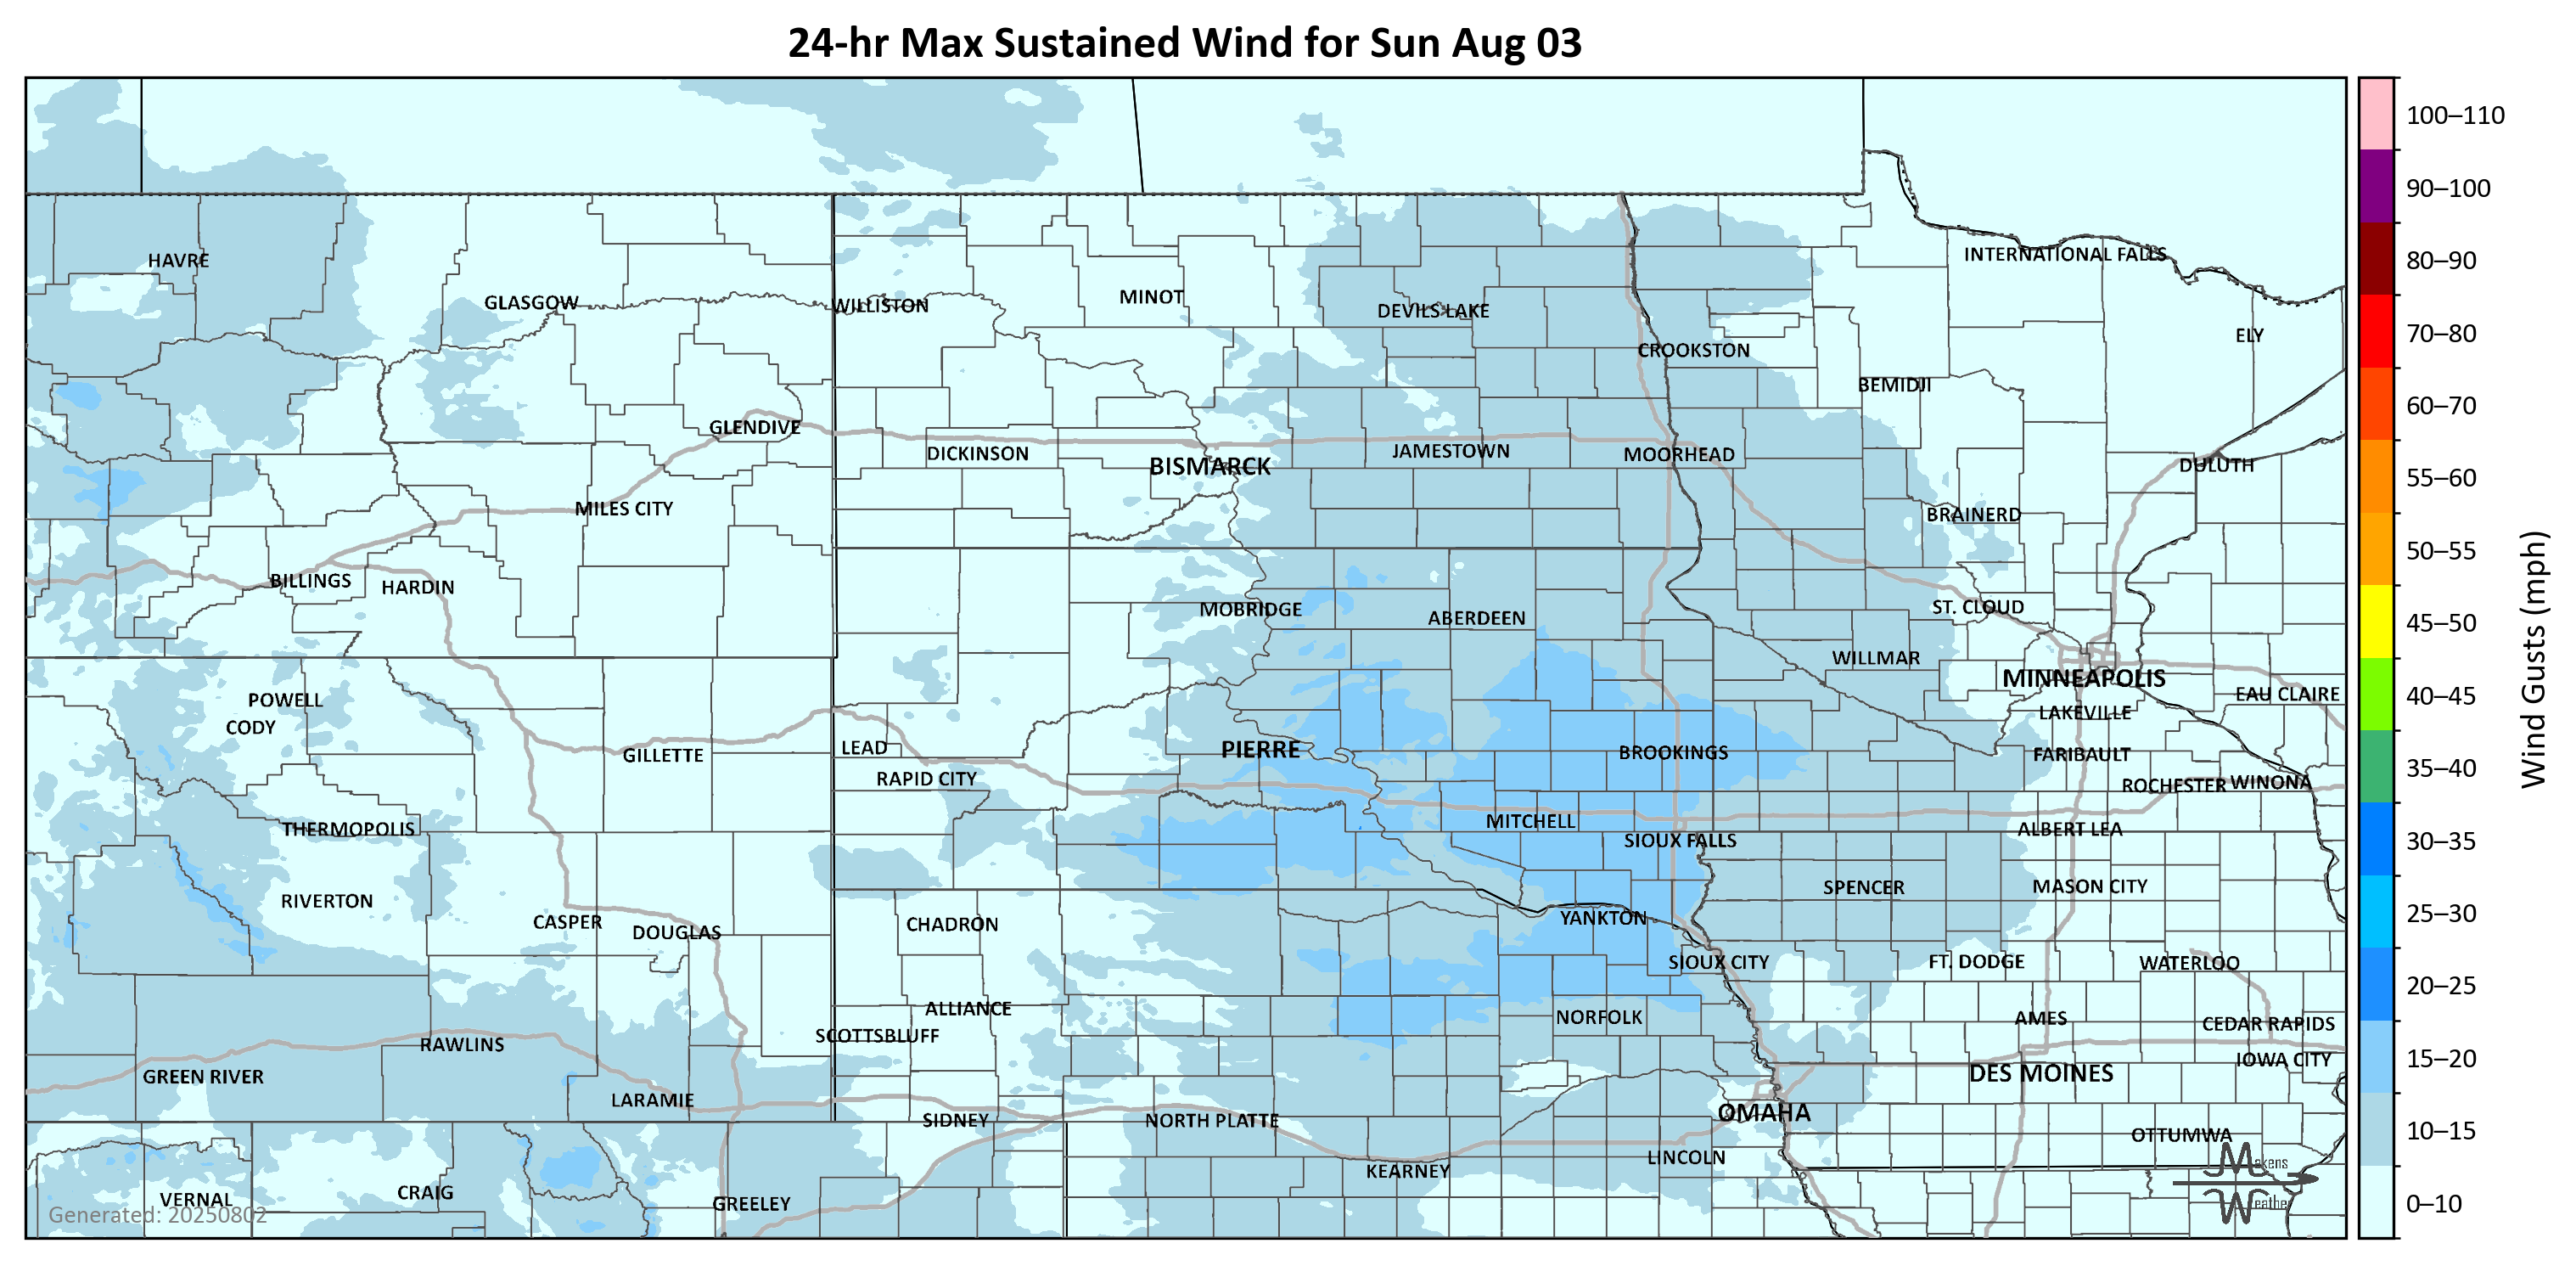 24-hr Max Sustained Wind for Sun Aug 03
100–110
90–100
80–90
70–80
60–70
55–60
50–55
45–50
40–45
35–40
30–35
25–30
20–25
15–20
10–15
0–10
Wind Gusts (mph)
HAVRE
INTERNATIONAL FALLS
GLASGOW
WILLISTON
MINOT
DEVILS LAKE
ELY
CROOKSTON
BEMIDJI
GLENDIVE
DICKINSON
BISMARCK
JAMESTOWN
MOORHEAD
DULUTH
MILES CITY
BRAINERD
BILLINGS
HARDIN
MOBRIDGE
ABERDEEN
ST. CLOUD
WILLMAR
MINNEAPOLIS
POWELL
EAU CLAIRE
CODY
LAKEVILLE
GILLETTE
LEAD
PIERRE
BROOKINGS
FARIBAULT
RAPID CITY
ROCHESTER
WINONA
THERMOPOLIS
MITCHELL
SIOUX FALLS
ALBERT LEA
RIVERTON
SPENCER
MASON CITY
CASPER
DOUGLAS
CHADRON
YANKTON
SIOUX CITY
FT. DODGE
WATERLOO
ALLIANCE
NORFOLK
AMES
CEDAR RAPIDS
SCOTTSBLUFF
RAWLINS
IOWA CITY
GREEN RIVER
DES MOINES
LARAMIE
SIDNEY
NORTH PLATTE
OMAHA
OTTUMWA
LINCOLN
KEARNEY
VERNAL
CRAIG
GREELEY
Generated: 20250802
Makens
Weather